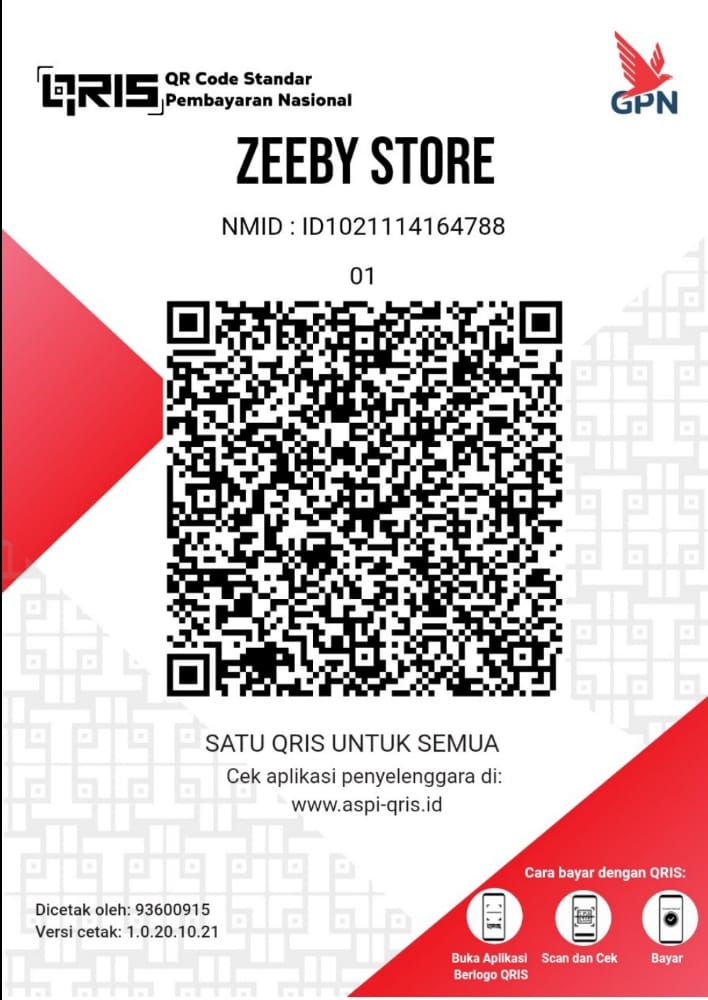 QRIS QR Code Standar
Pembayaran Nasional
GPN
ZEEBY STORE
NMID : ID1021114164788
01
SATU QRIS UNTUK SEMUA
Cek aplikasi penyelenggara di:
www.aspi-qris.id
Cara bayar dengan QRIS:
Dicetak oleh: 93600915
Versi cetak: 1.0.20.10.21
Buka Aplikasi
Berlogo QRIS
Scan dan Cek
Bayar